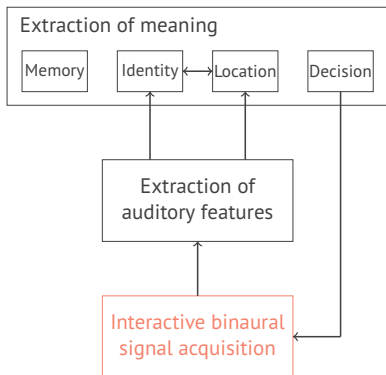 Extraction of meaning
Memory
Identity
Location
Decision
Extraction of
auditory features
Interactive binaural
signal acquisition